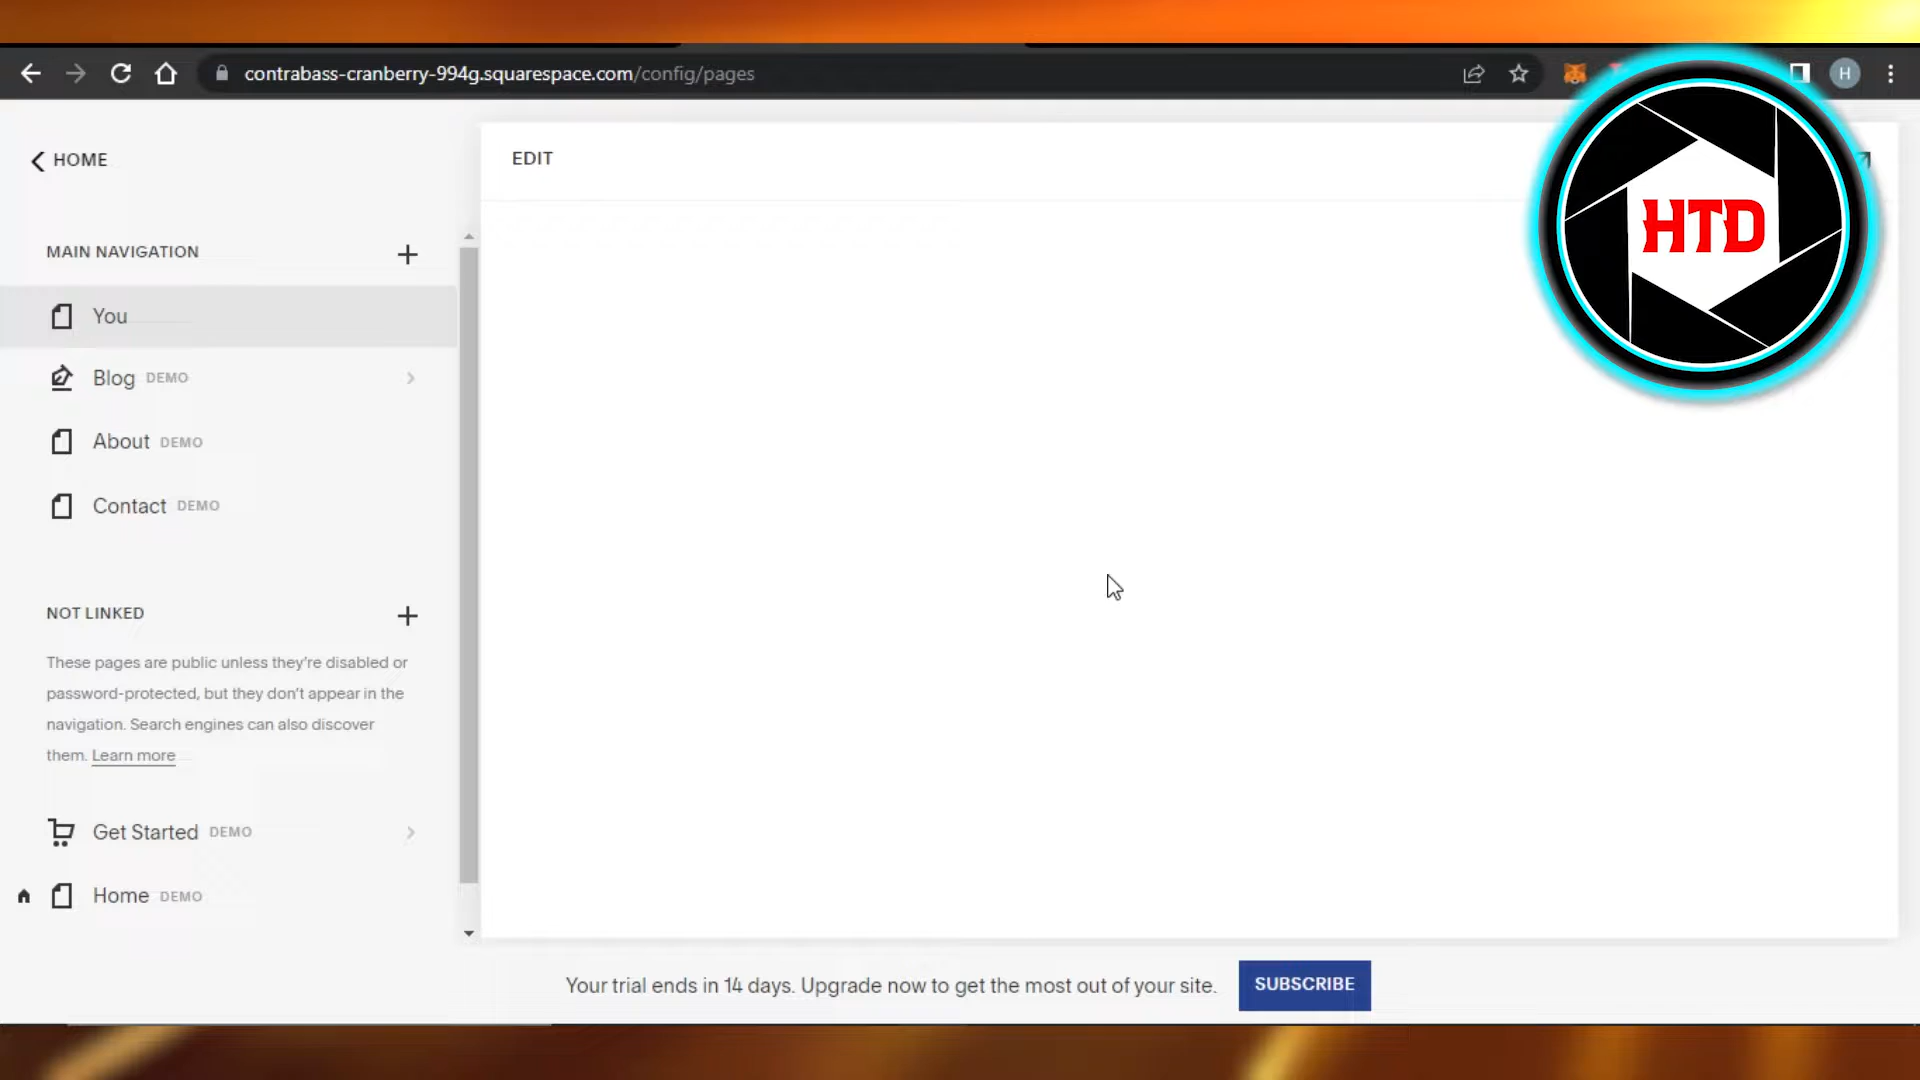 contrabass-cranberry-994g.squarespace.com/config/pages
H
HTD
HOME
EDIT
MAIN NAVIGATION
You
Blog DEMO
About DEMO
Contact DEMO
NOT LINKED
These pages are public unless they're disabled or
password-protected, but they don't appear in the
navigation. Search engines can also discover
them. Learn more
Get Started DEMO
Home DEMO
Your trial ends in 14 days. Upgrade now to get the most out of your site.
SUBSCRIBE